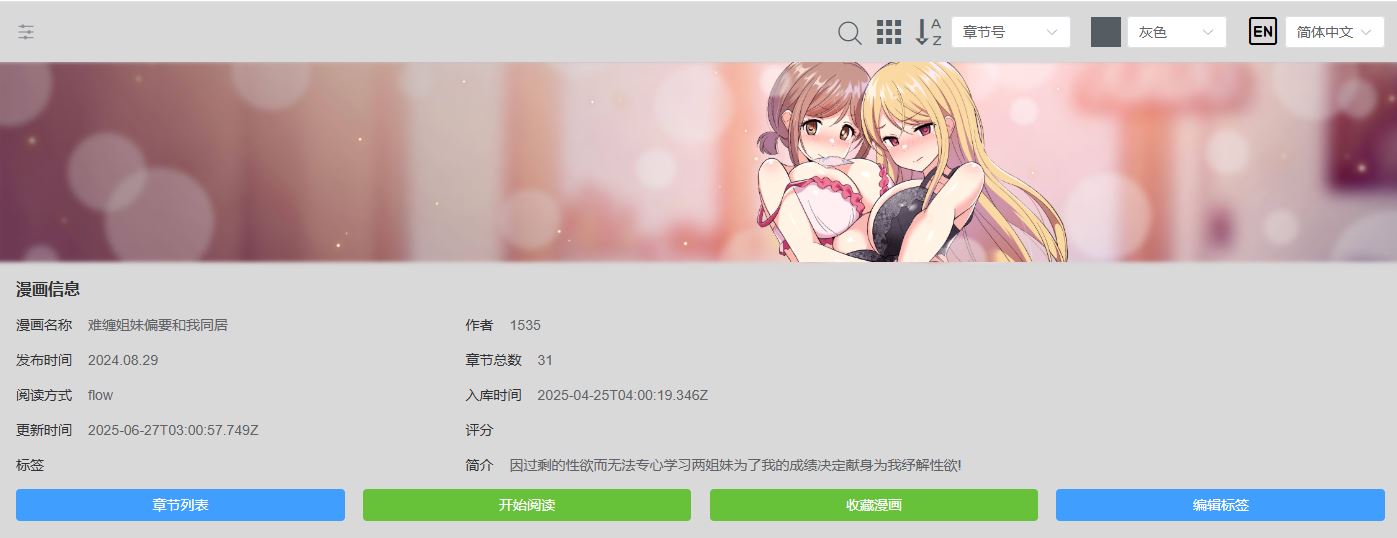 A
Z
章节号
灰色
EN
简体中文
漫画信息
漫画名称 难缠姐妹偏要和我同居 作者 1535
发布时间 2024.08.29 章节总数 31
阅读方式 flow 入库时间 2025-04-25T04:00:19.346Z
更新时间 2025-06-27T03:00:57.749Z 评分
标签 简介 因过剩的性欲而无法专心学习两姐妹为了我的成绩决定献身为我纾解性欲!
章节列表 开始阅读 收藏漫画 编辑标签